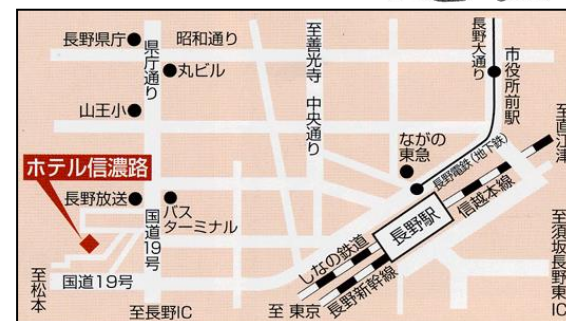 長野県庁
昭和通り
県庁通り
丸ビル
至善光寺
中央通り
長野大通り
市役所前駅
山王小
ながの
東急
至直江津
ホテル信濃路
長野電鉄(地下鉄)
長野放送
バス
ターミナル
国道19号
長野駅
信越本線
しなの鉄道
長野新幹線
至須坂長野東IC
至松本
国道19号
至長野IC
至 東京